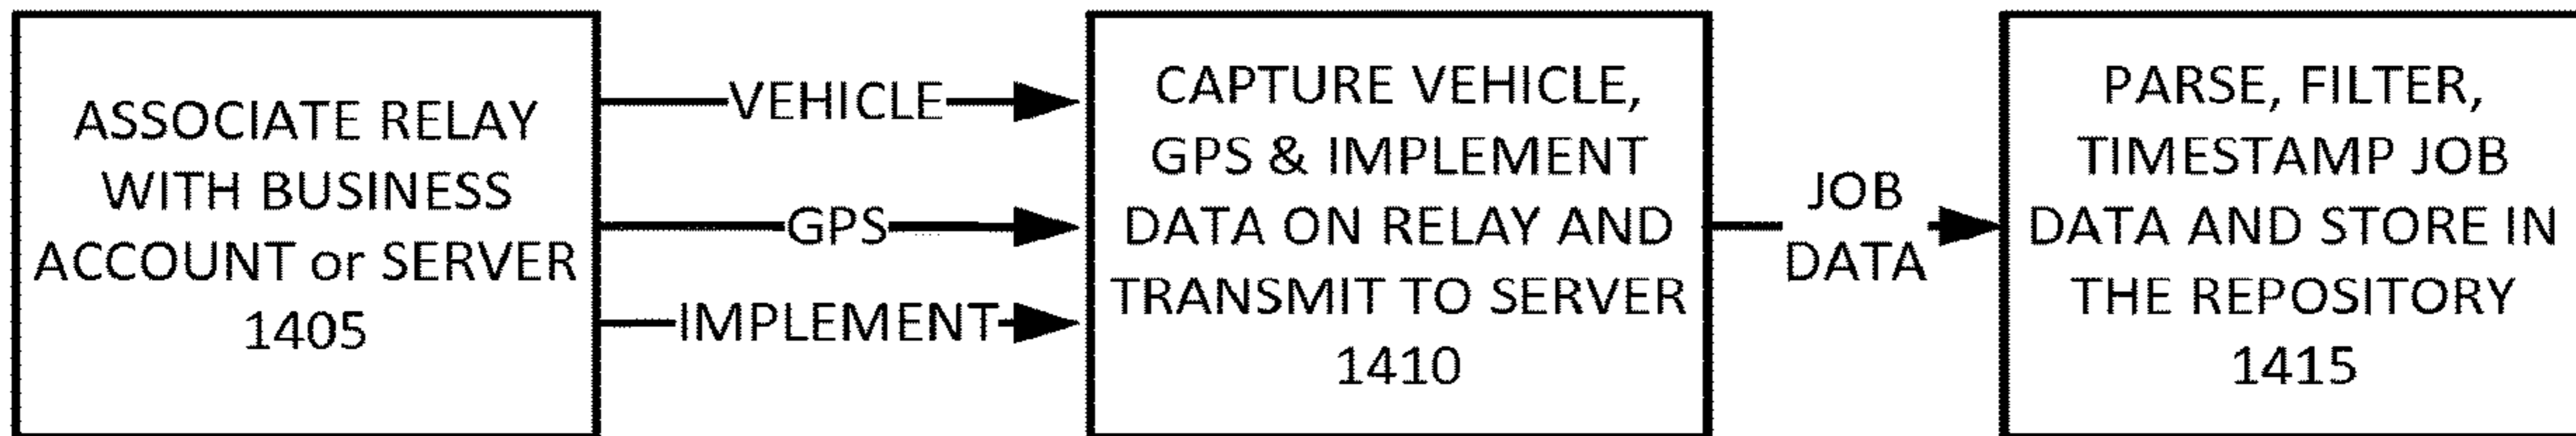 ASSOCIATE RELAY
WITH BUSINESS
ACCOUNT or SERVER
1405
VEHICLE
GPS
IMPLEMENT
CAPTURE VEHICLE,
GPS & IMPLEMENT
DATA ON RELAY AND
TRANSMIT TO SERVER
1410
JOB
DATA
PARSE, FILTER,
TIMESTAMP JOB
DATA AND STORE IN
THE REPOSITORY
1415